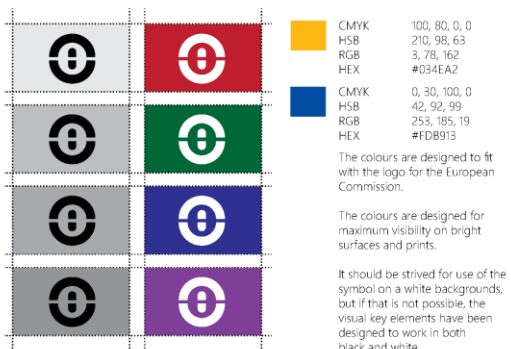 CMYK 100, 80, 0, 0
HSB 210, 98, 63
RGB 3, 78, 162
HEX #034EA2
CMYK 0, 30, 100, 0
HSB 42, 92, 99
RGB 253, 185, 19
HEX #FDB913
The colours are designed to fit
with the logo for the European
Commission.
The colours are designed for
maximum visibility on bright
surfaces and prints.
It should be strived for use of the
symbol on a white backgrounds,
but if that is not possible, the
visual key elements have been
designed to work in both
black and white